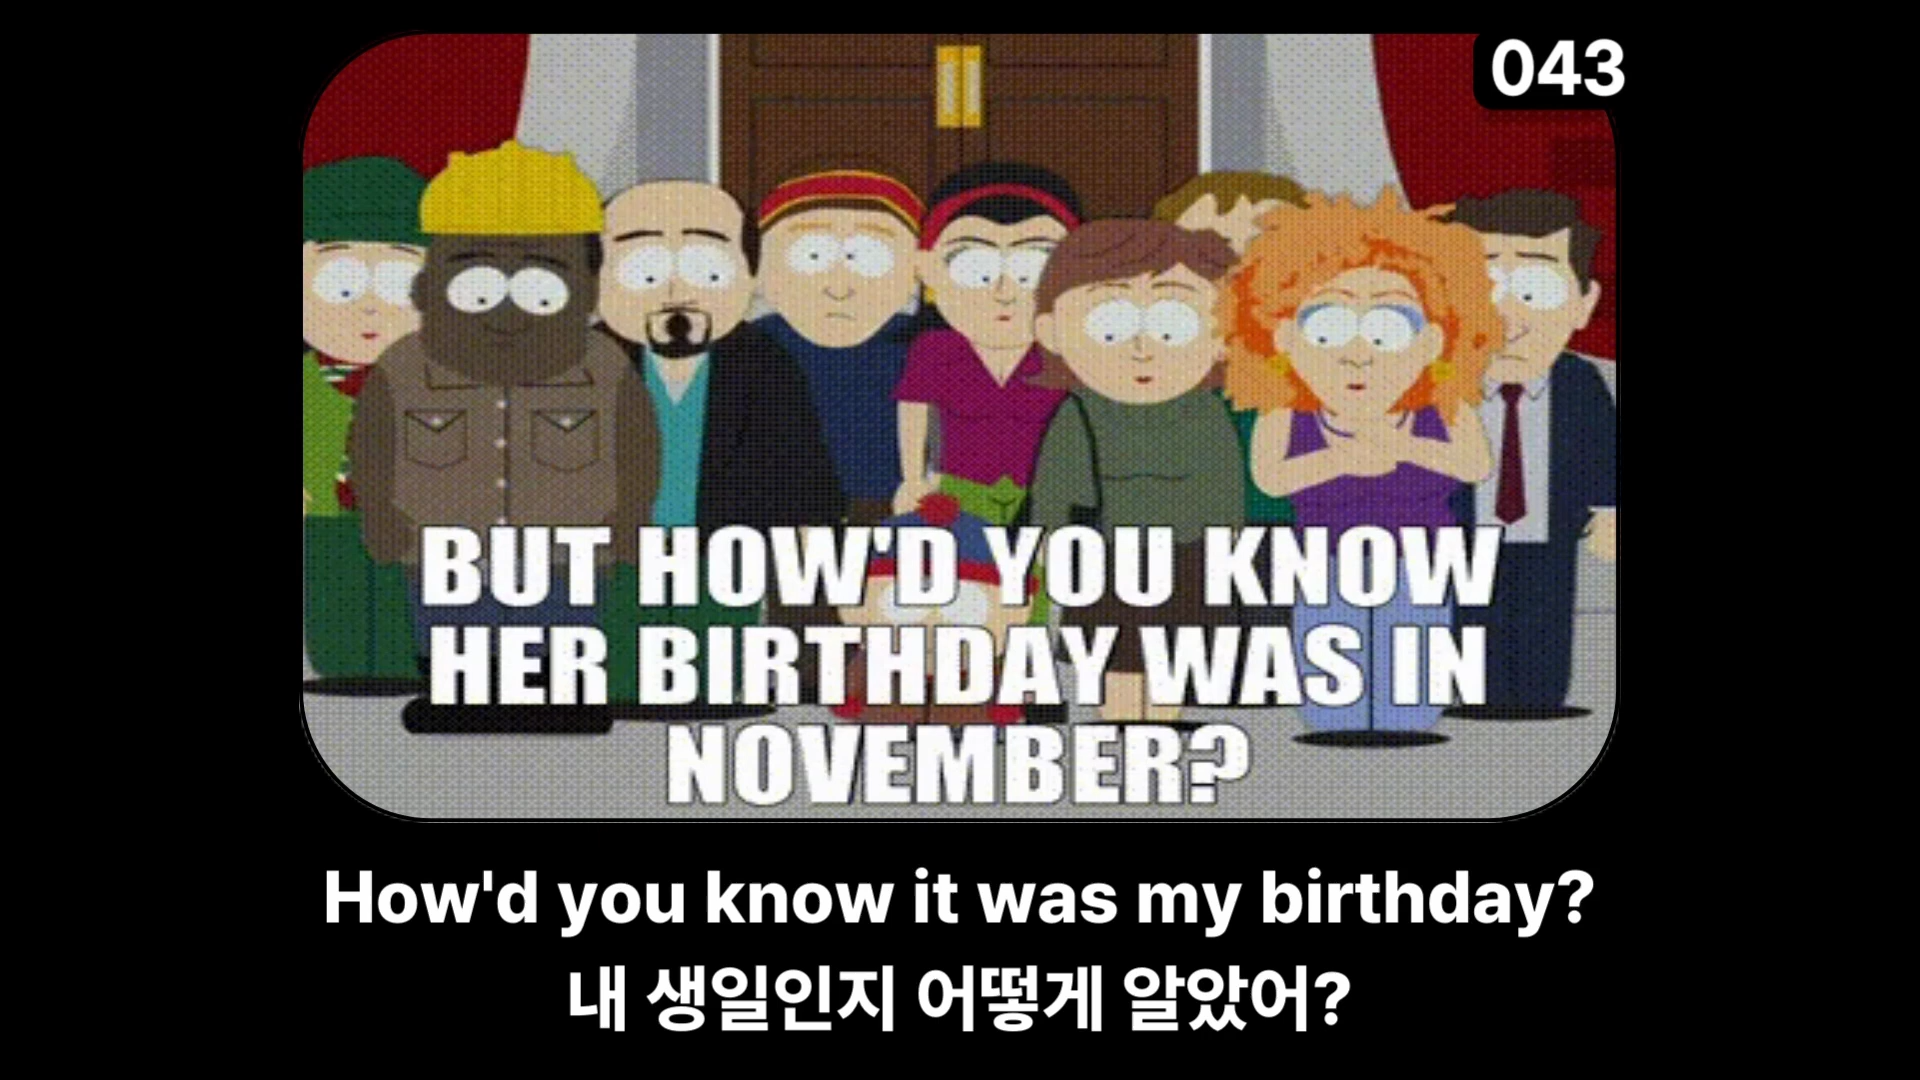 043
BUT HOW'D YOU KNOW
HER BIRTHDAY WAS IN
NOVEMBER?
How'd you know it was my birthday?
내 생일인지 어떻게 알았어?